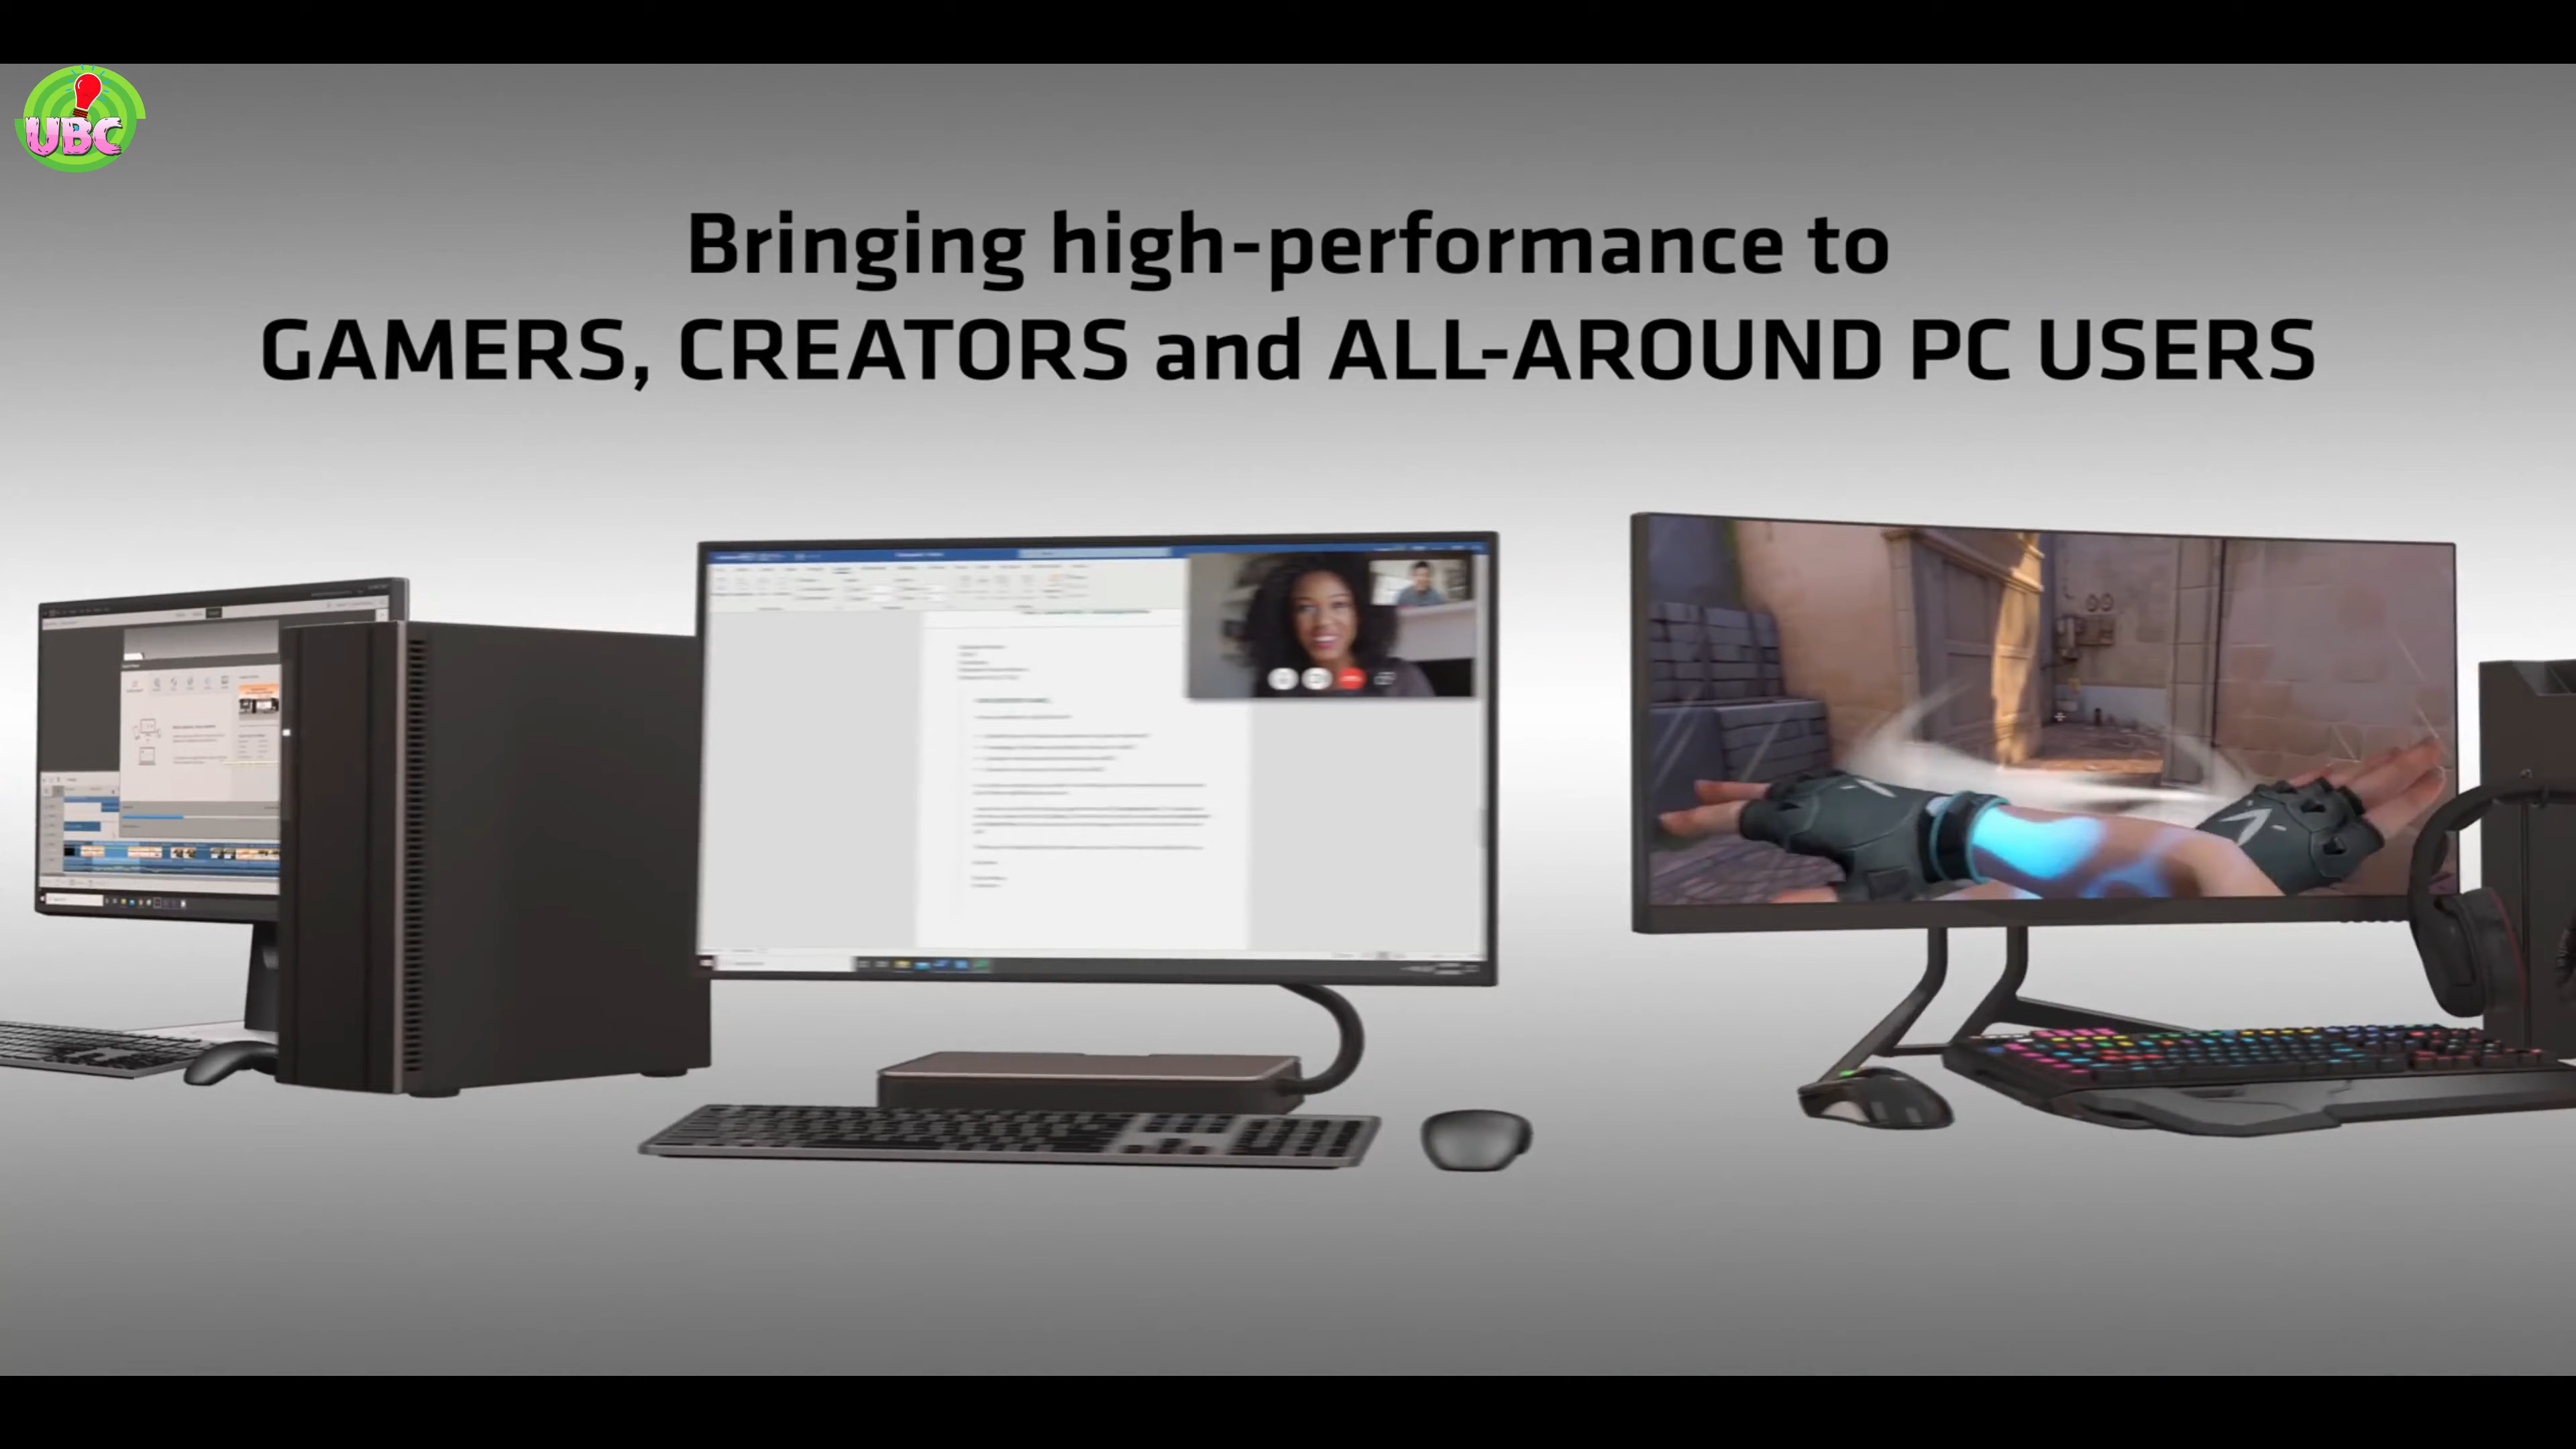 UBC
Bringing high-performance to
GAMERS, CREATORS and ALL-AROUND PC USERS